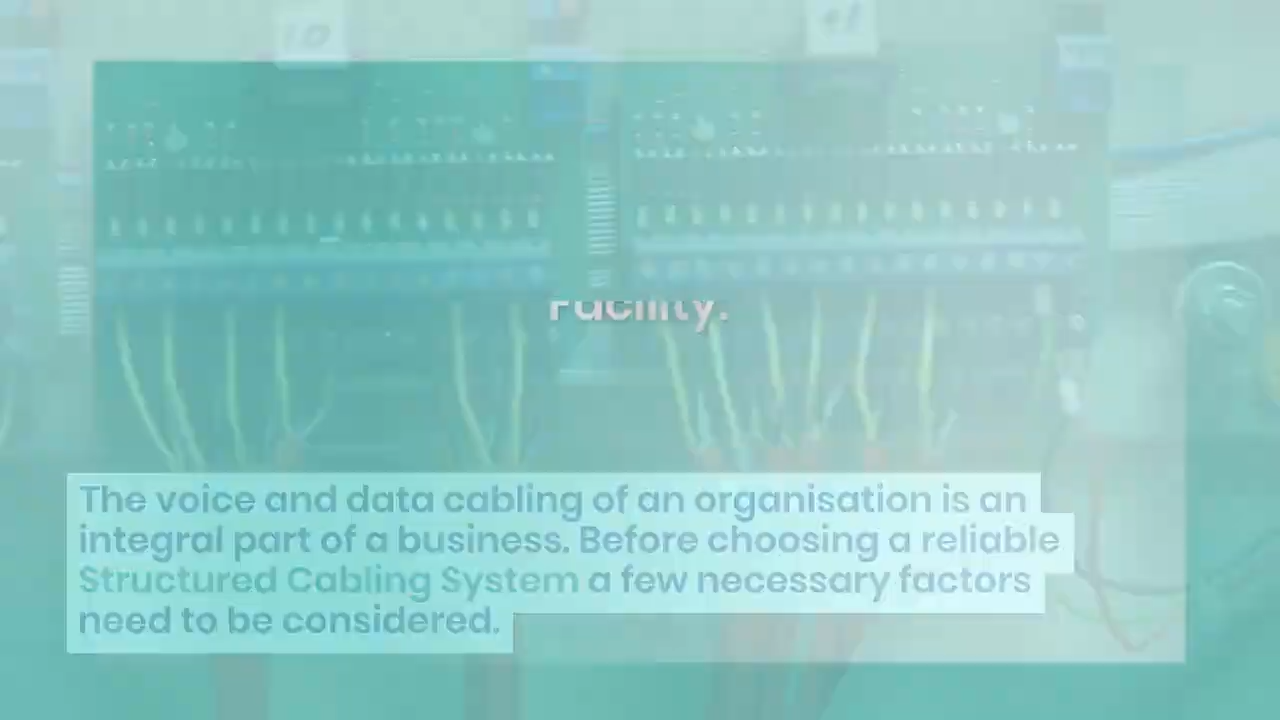 Facility.
The voice and data cabling of an organisation is an
integral part of a business. Before choosing a reliable
Structured Cabling System a few necessary factors
need to be considered.